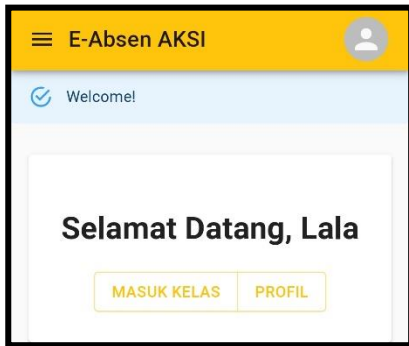 E-Absen AKSI
Welcome!
Selamat Datang, Lala
MASUK KELAS PROFIL